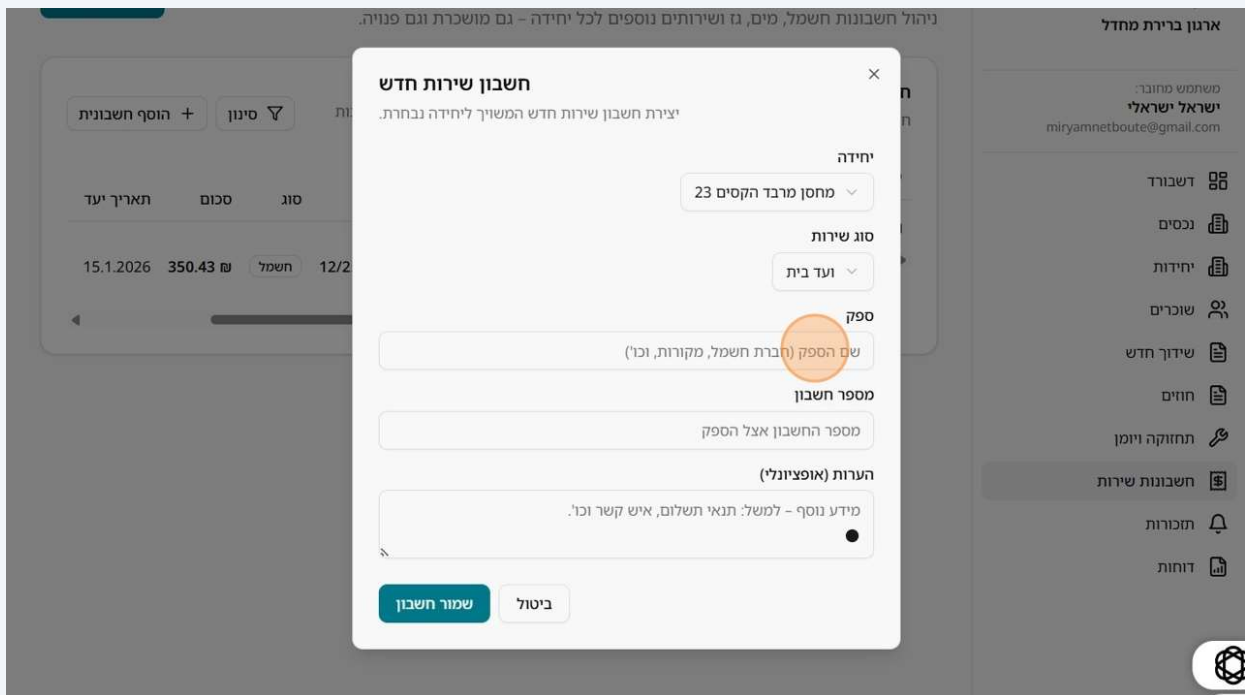 ניהול חשבונות חשמל, מים, גז ושירותים נוספים לכל יחידה – גם מושכרת וגם פנויה.
ארגון ברירת מחדל
משתמש מחובר:
ישראל ישראלי
miryamnetboute@gmail.com
דשבורד
נכסים
יחידות
שוכרים
שידוך חדש
חוזים
תחזוקה ויומן
חשבונות שירות
תזכורות
דוחות
חשבון שירות חדש
יצירת חשבון שירות חדש המשויך ליחידה נבחרת.
יחידה
מחסן מרבד הקסים 23
סוג שירות
ועד בית
ספק
שם הספק (חברת חשמל, מקורות, וכו')
מספר חשבון
מספר החשבון אצל הספק
הערות (אופציונלי)
מידע נוסף – למשל: תנאי תשלום, איש קשר וכו'.
ביטול
שמור חשבון
סינון
+ הוסף חשבונית
סוג סכום תאריך יעד
12/2 חשמל ₪ 350.43 15.1.2026